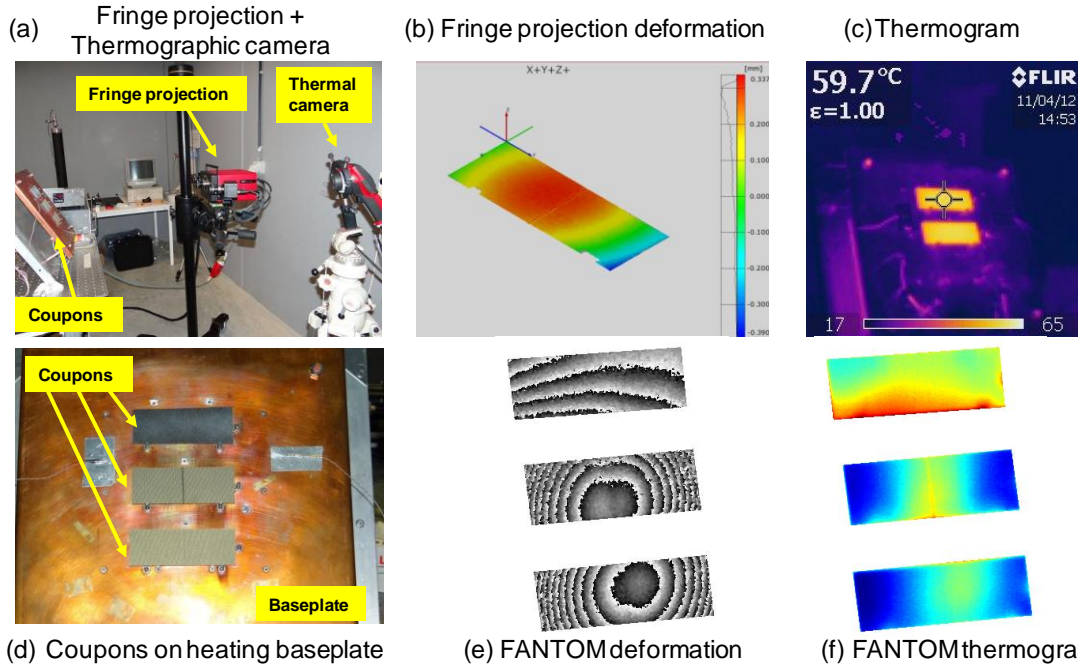 (a)
Fringe projection +
Thermographic camera
(b) Fringe projection deformation
(c) Thermogram
Fringe projection
Thermal
camera
Coupons
X+Y+Z+
[mm]
0.337
0.200
0.100
0.000
-0.100
-0.200
-0.300
-0.390
59.7°C
ε=1.00
FLIR
11/04/12
14:53
17
65
Coupons
Baseplate
(d) Coupons on heating baseplate
(e) FANTOM deformation
(f) FANTOM thermogra